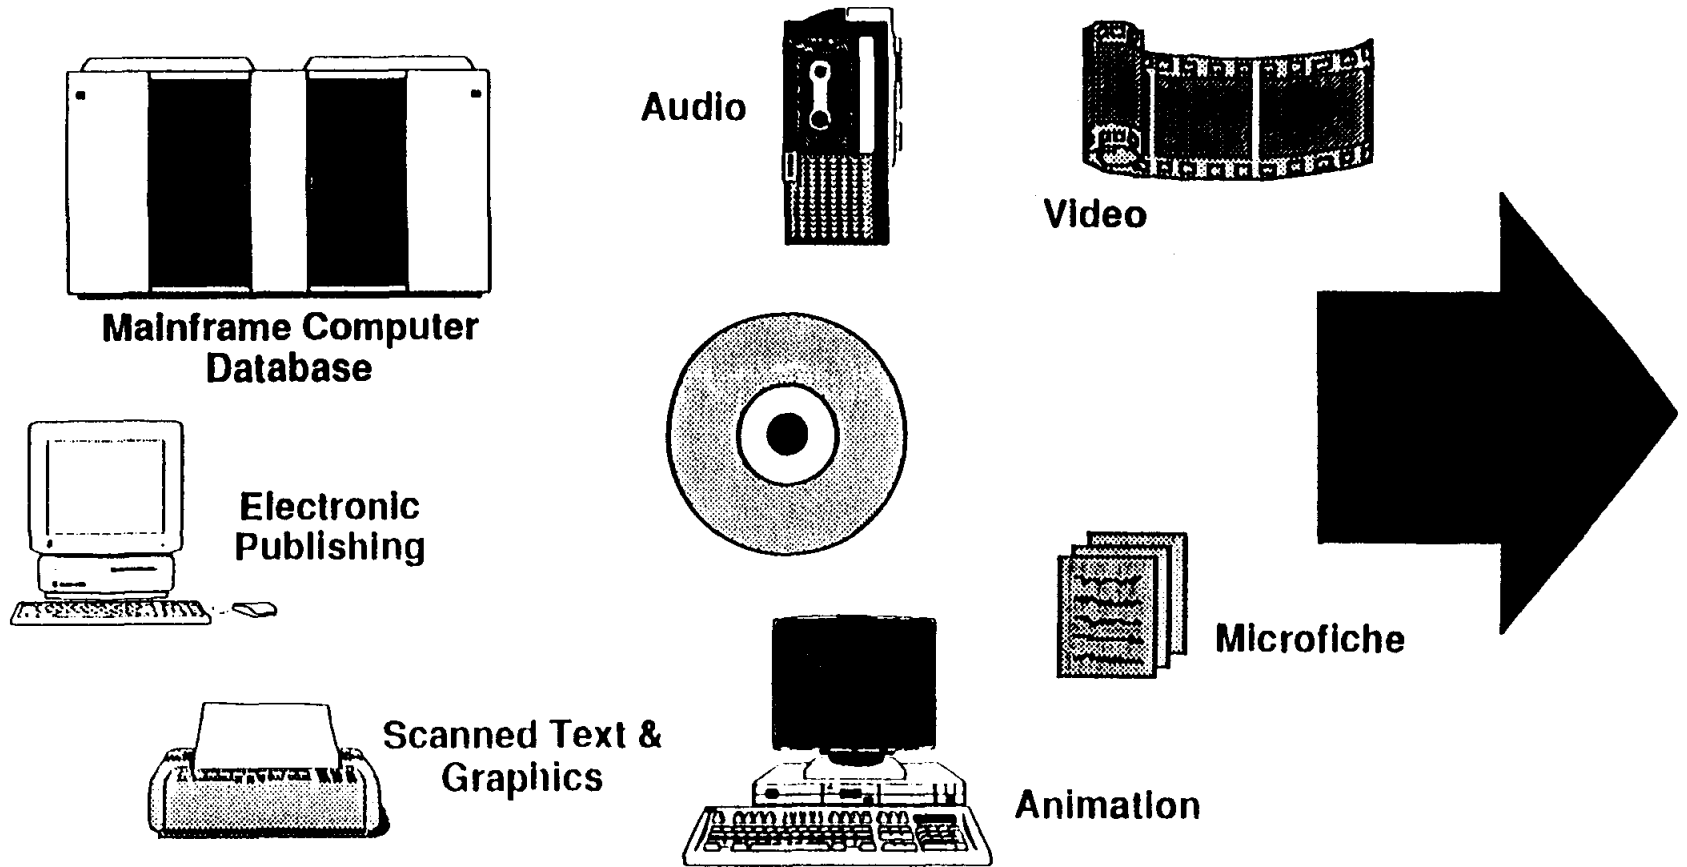 Audio
Video
Mainframe Computer
Database
Electronic
Publishing
Microfiche
Scanned Text &
Graphics
Animation